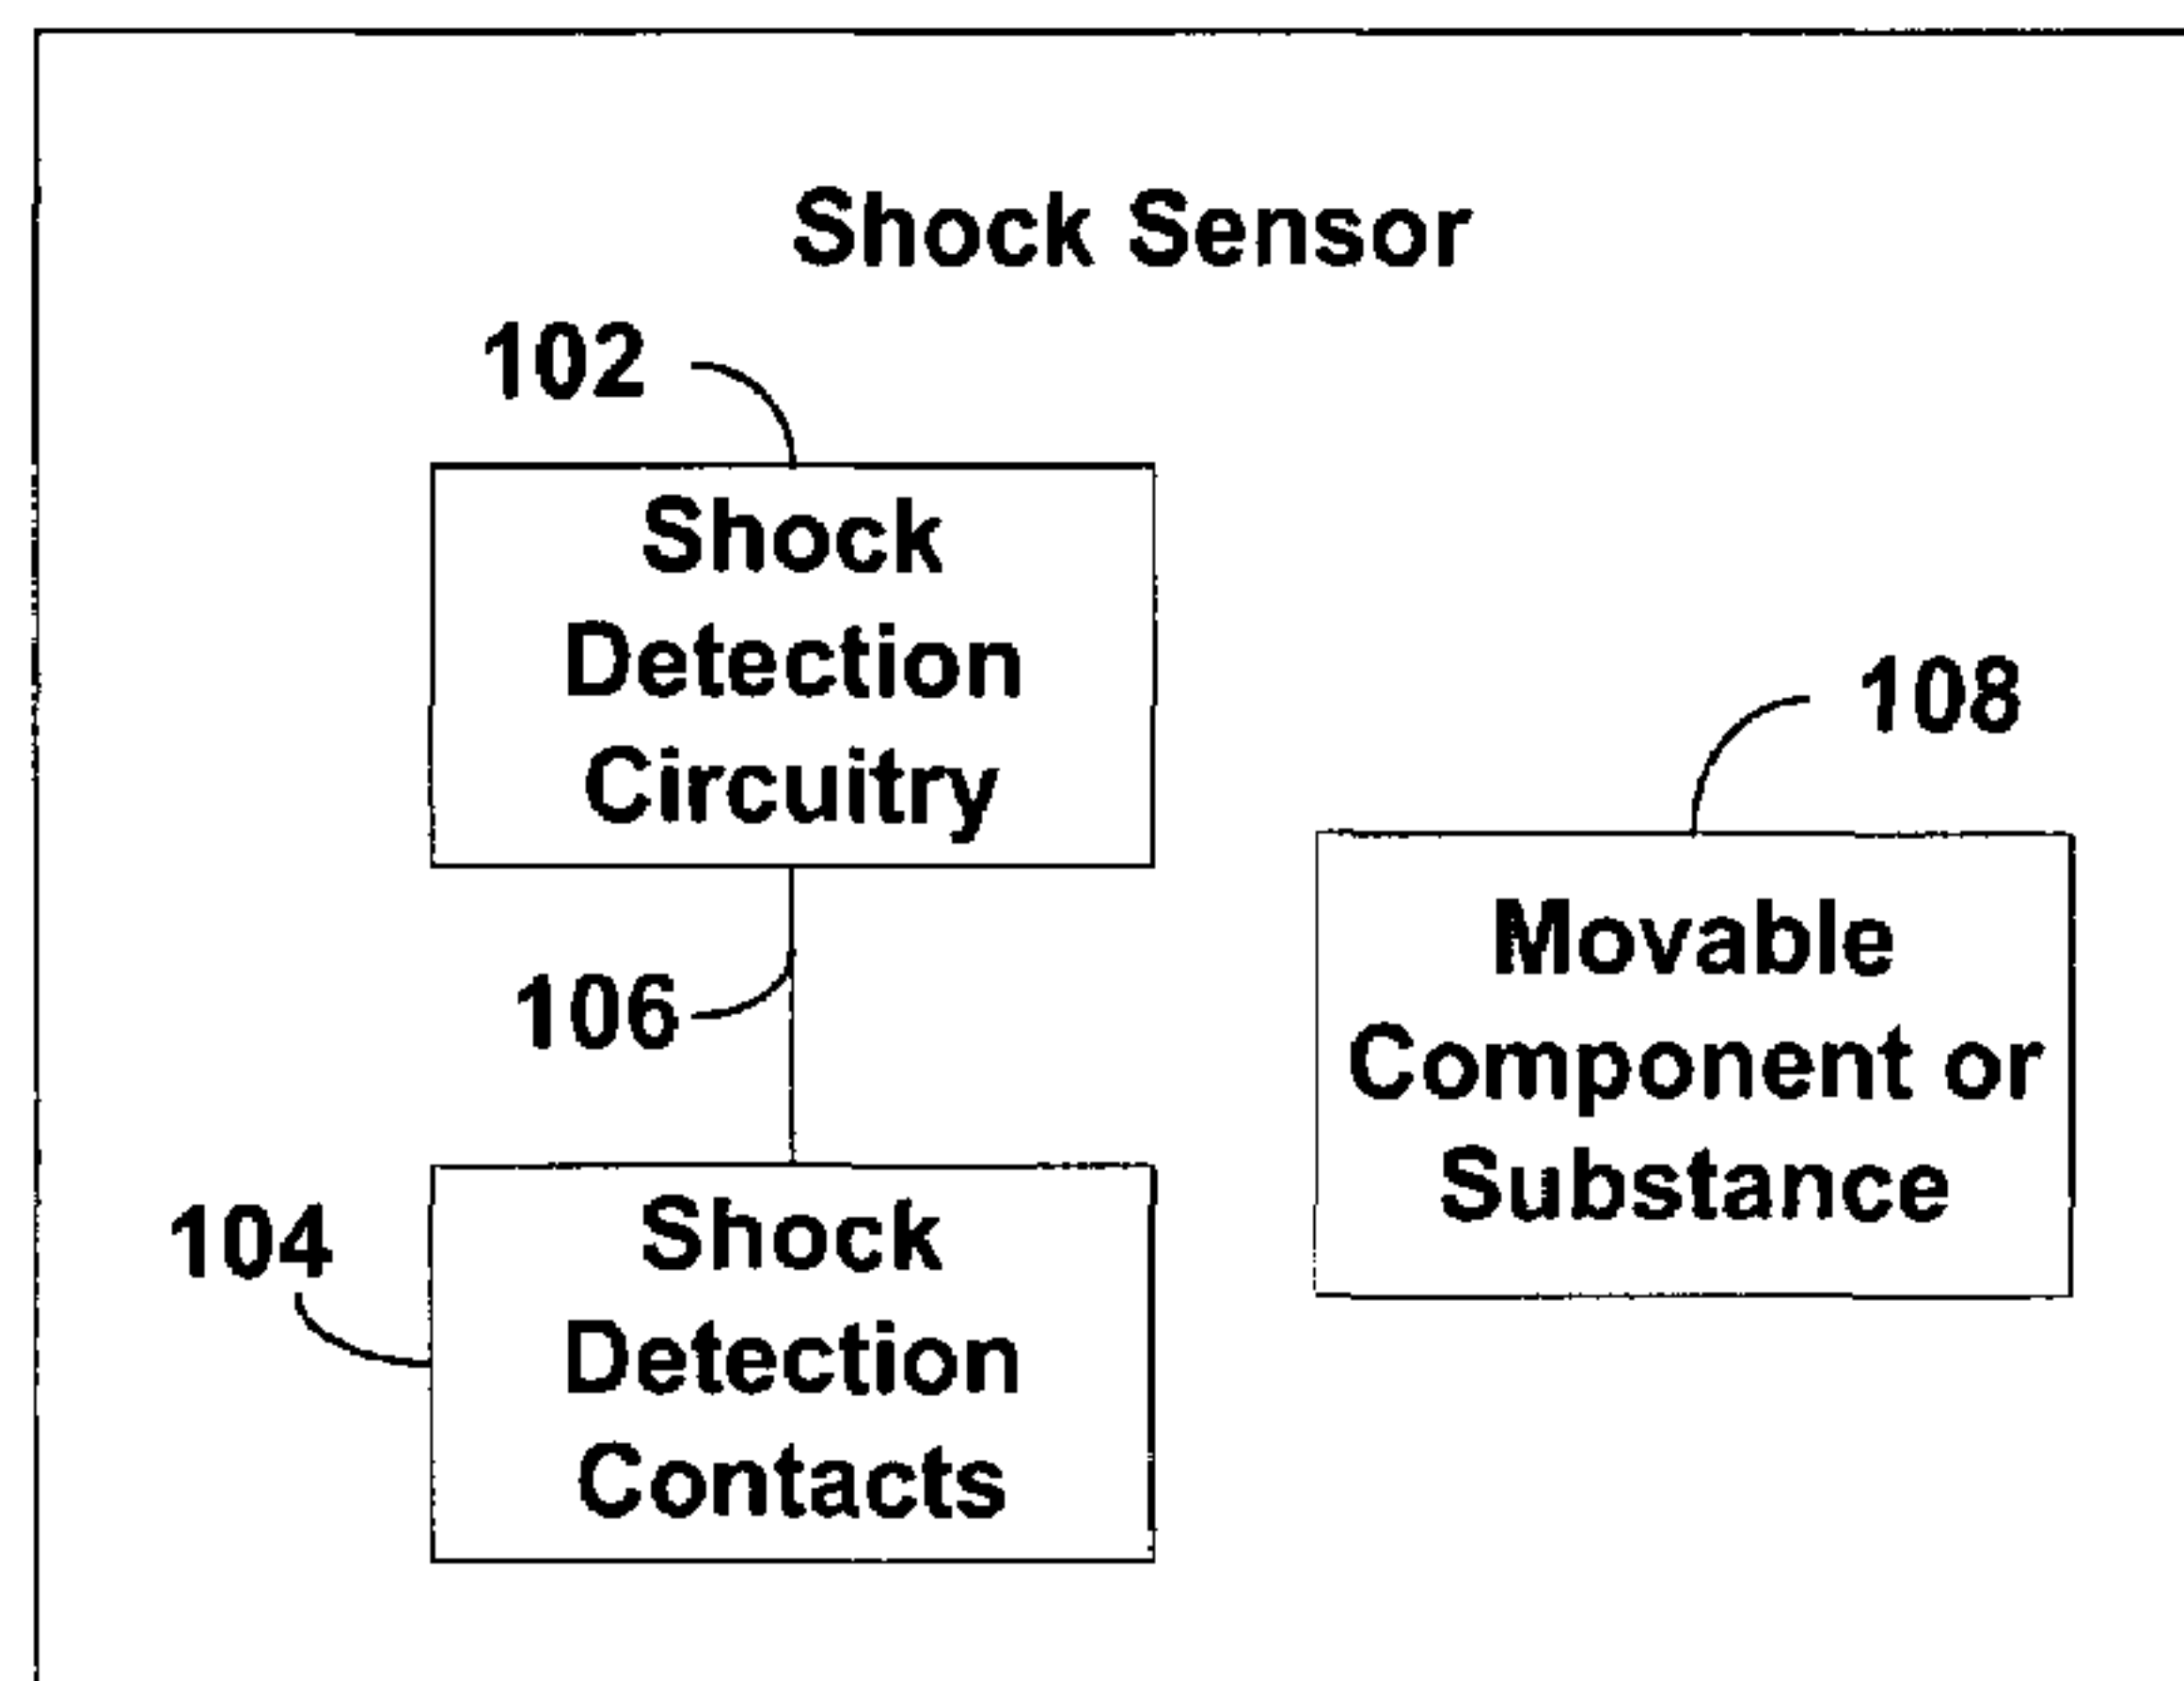 Shock Sensor
102
Shock
Detection
Circuitry
108
Movable
Component or
Substance
106
104
Shock
Detection
Contacts